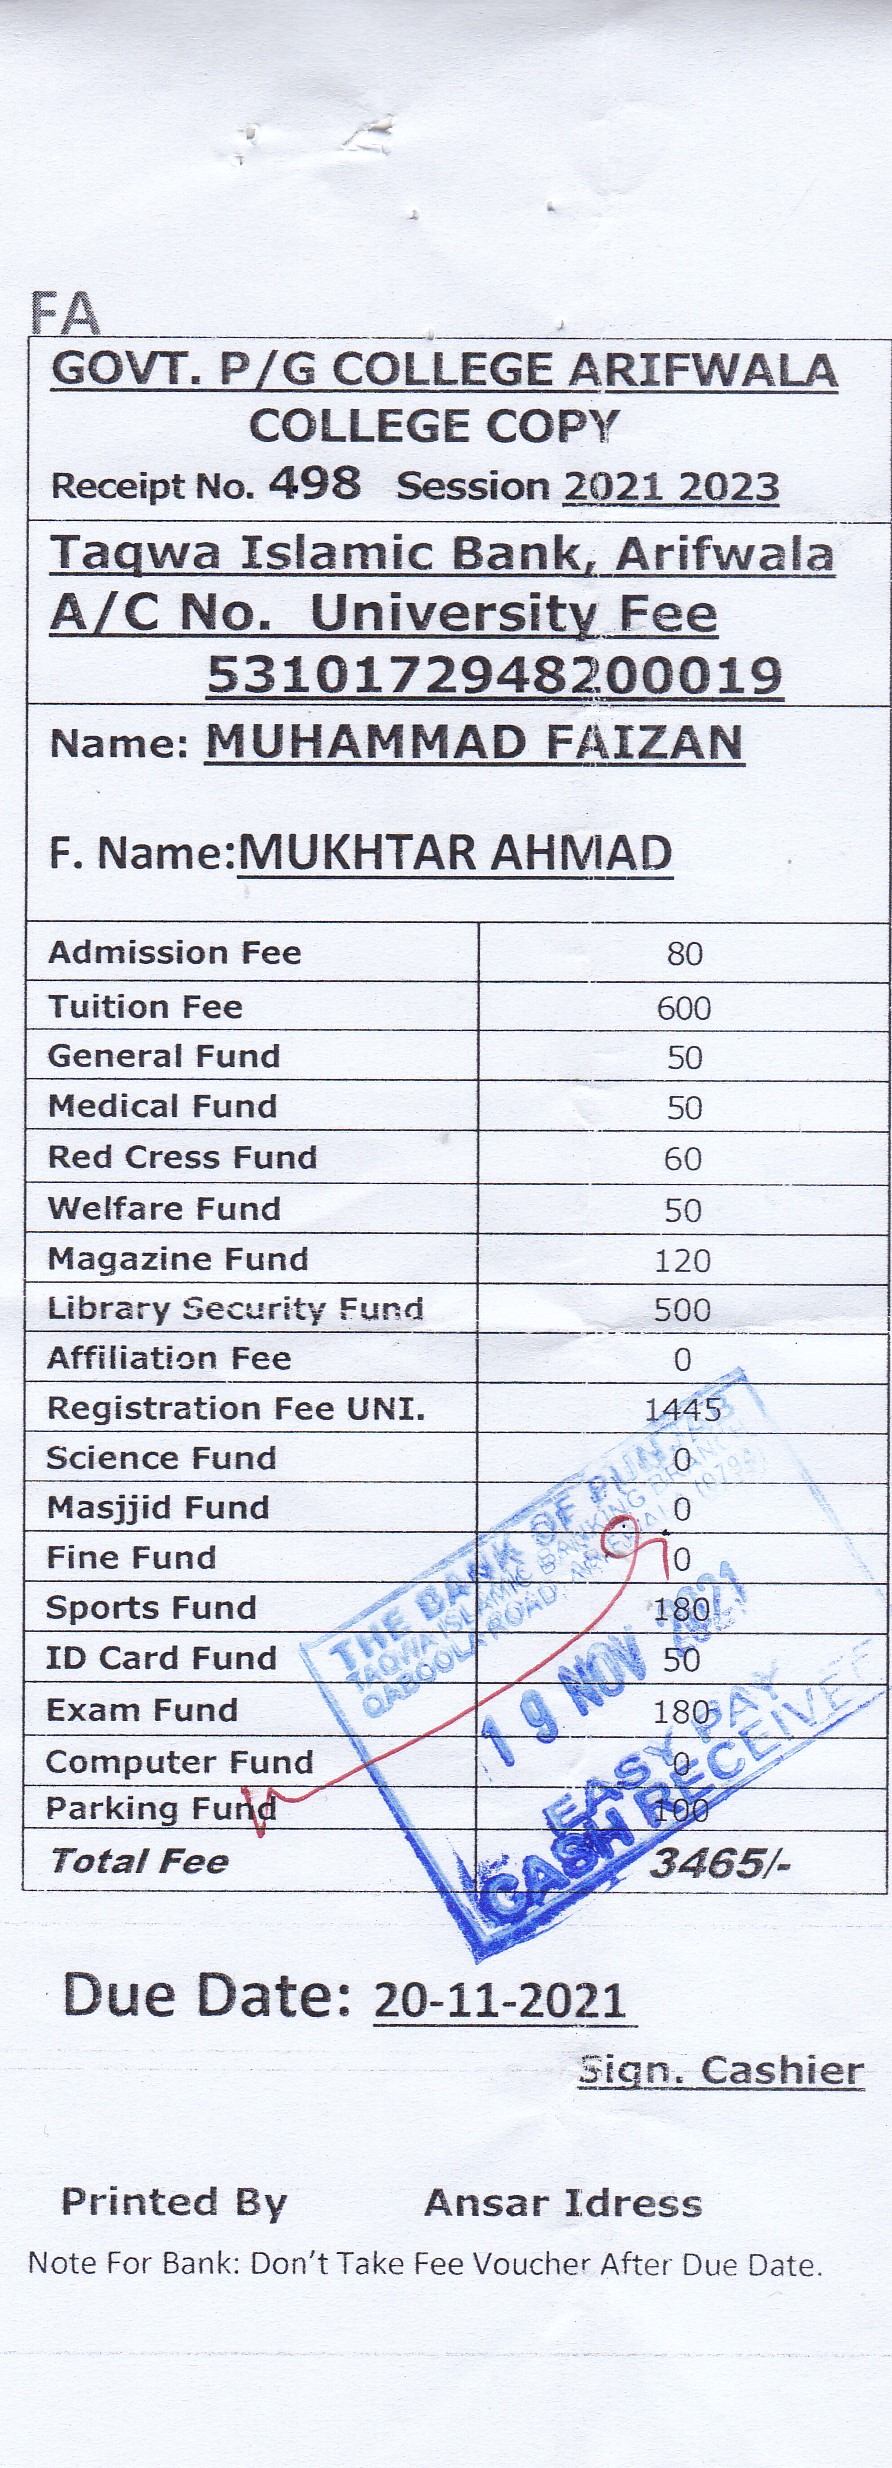 FA
GOVT. P/G COLLEGE ARIFWALA
COLLEGE COPY
Receipt No. 498 Session 2021 2023
Taqwa Islamic Bank, Arifwala
A/C No. University Fee
5310172948200019
Name: MUHAMMAD FAIZAN
F. Name:MUKHTAR AHMAD
Admission Fee 80
Tuition Fee 600
General Fund 50
Medical Fund 50
Red Cress Fund 60
Welfare Fund 50
Magazine Fund 120
Library Security Fund 500
Affiliation Fee 0
Registration Fee UNI. 1445
Science Fund 0
Masjjid Fund 0
Fine Fund 0
Sports Fund 180
ID Card Fund 50
Exam Fund 180
Computer Fund 0
Parking Fund 100
Total Fee 3465/-
THE BANK OF PUNJAB
TAQWA ISLAMIC BANKING BRANCH
QABOOLA ROAD, ARIFWALA
19 NOV 2021
EASY PAY
CASH RECEIVED
Due Date: 20-11-2021
Sign. Cashier
Printed By Ansar Idress
Note For Bank: Don't Take Fee Voucher After Due Date.